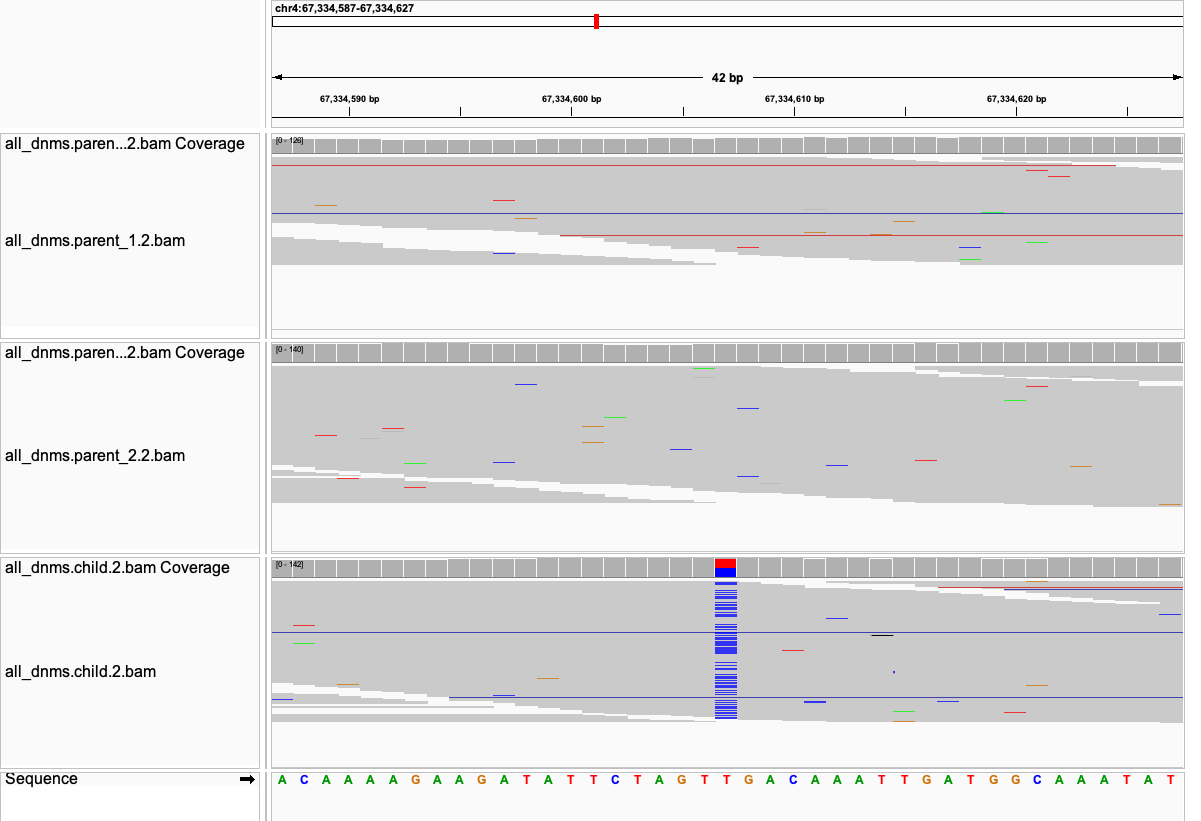 chr4:67,334,587-67,334,627
42 bp
67,334,590 bp 67,334,600 bp 67,334,610 bp 67,334,620 bp
all_dnms.paren...2.bam Coverage
[0 - 126]
all_dnms.parent_1.2.bam
all_dnms.paren...2.bam Coverage
[0 - 140]
all_dnms.parent_2.2.bam
all_dnms.child.2.bam Coverage
[0 - 142]
all_dnms.child.2.bam
Sequence A C A A A A G A A G A T A T T C T A G T T G A C A A A T T G A T G G C A A A T A T